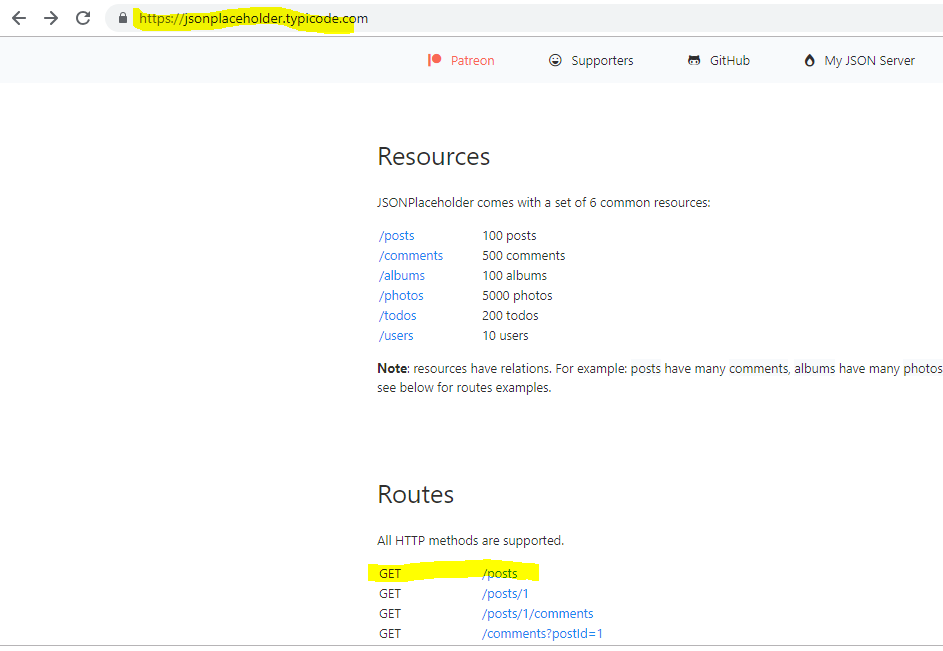 https://jsonplaceholder.typicode.com
Patreon Supporters GitHub My JSON Server
Resources
JSONPlaceholder comes with a set of 6 common resources:
/posts 100 posts
/comments 500 comments
/albums 100 albums
/photos 5000 photos
/todos 200 todos
/users 10 users
Note: resources have relations. For example: posts have many comments, albums have many photos
see below for routes examples.
Routes
All HTTP methods are supported.
GET /posts
GET /posts/1
GET /posts/1/comments
GET /comments?postId=1